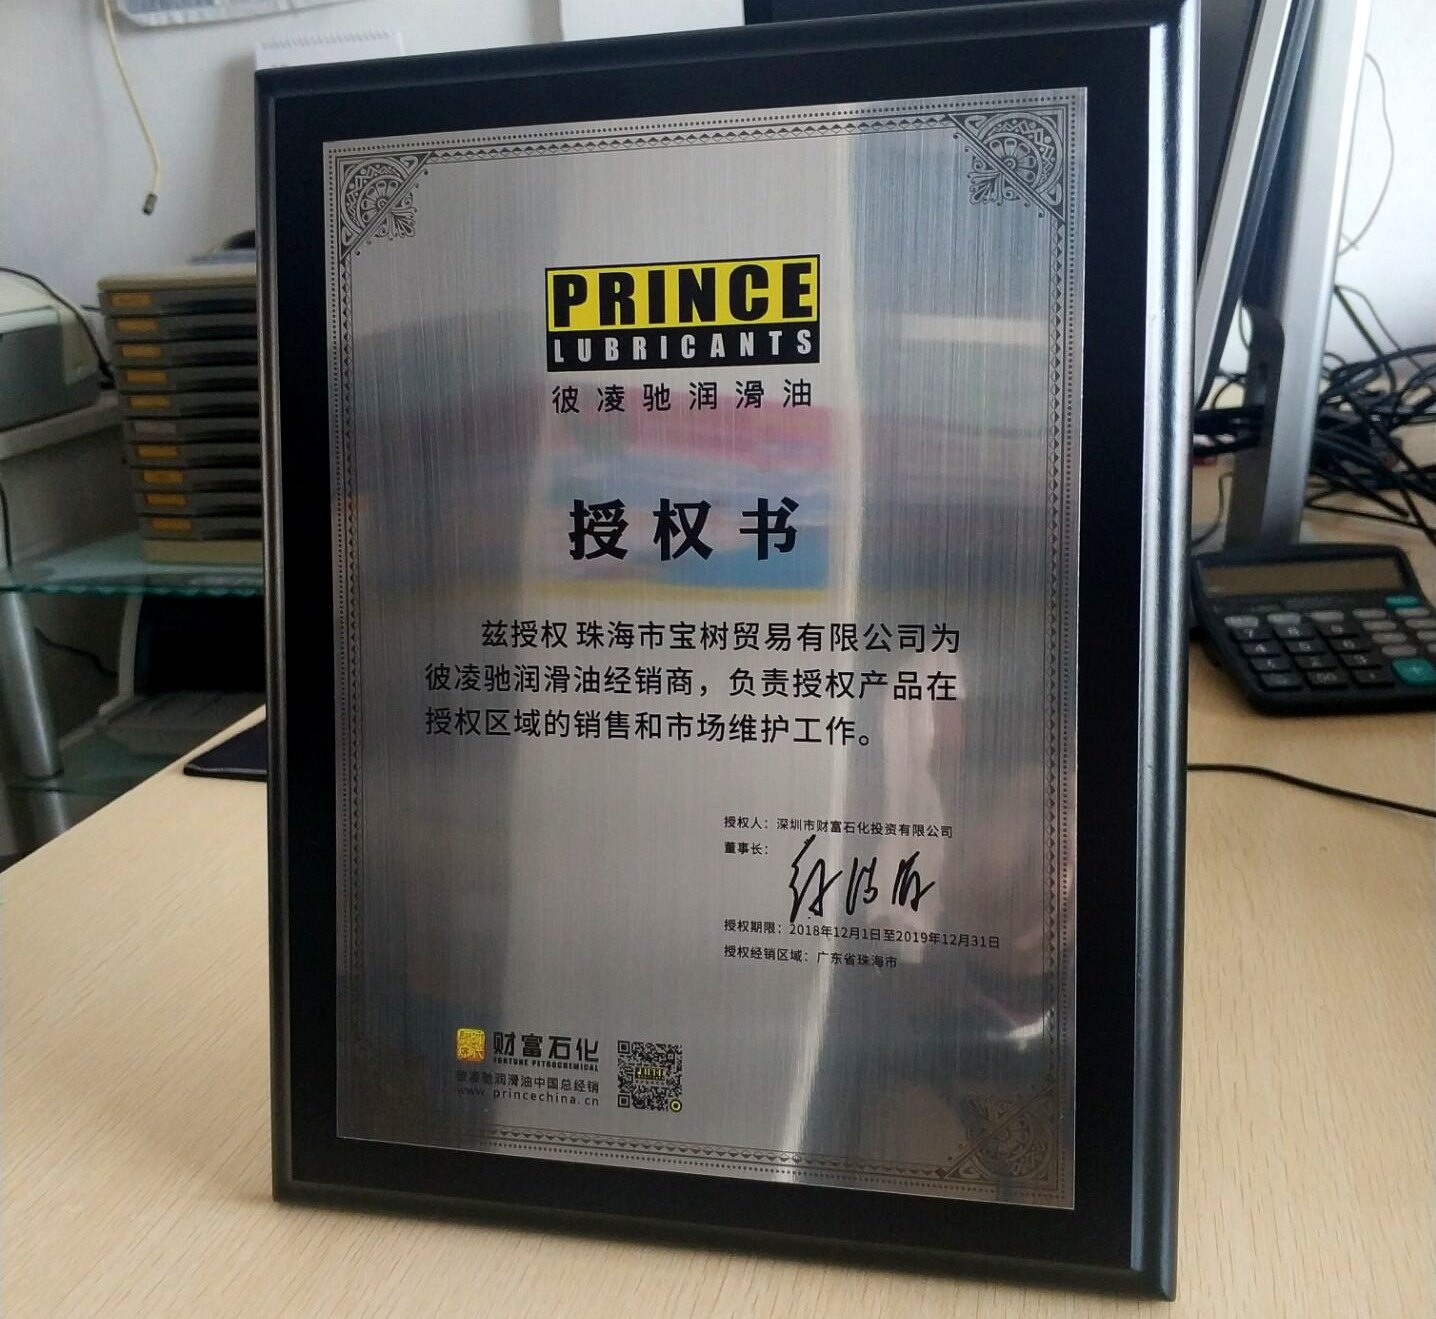 PRINCE
LUBRICANTS
彼凌驰润滑油
授权书
兹授权 珠海市宝树贸易有限公司为
彼凌驰润滑油经销商，负责授权产品在
授权区域的销售和市场维护工作。
授权人：深圳市财富石化投资有限公司
董事长：
授权期限：2018年12月1日至2019年12月31日
授权经销区域：广东省珠海市
财富石化
FORTUNE PETROCHEMICAL
彼凌驰润滑油中国总经销
www.princechina.cn
PRINCE